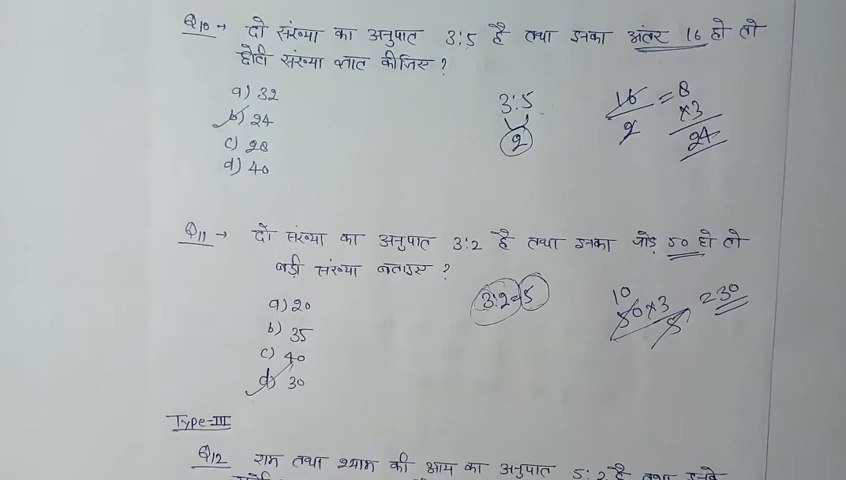 Q10 → दो संख्या का अनुपात 3:5 है तथा इनका अंतर 16 हो तो
छोटी संख्या ज्ञात कीजिए ?
a) 32
b) 24
c) 28
d) 40
3:5
2
16/2 = 8
×3
24
Q11 → दो संख्या का अनुपात 3:2 है तथा इनका जोड़ 50 हो तो
बड़ी संख्या बताइए ?
a) 20
b) 35
c) 40
d) 30
3:2=5
10
50×3/5 = 30
Type-III
Q12 राम तथा श्याम की आय का अनुपात 5:2 है तथा इनके